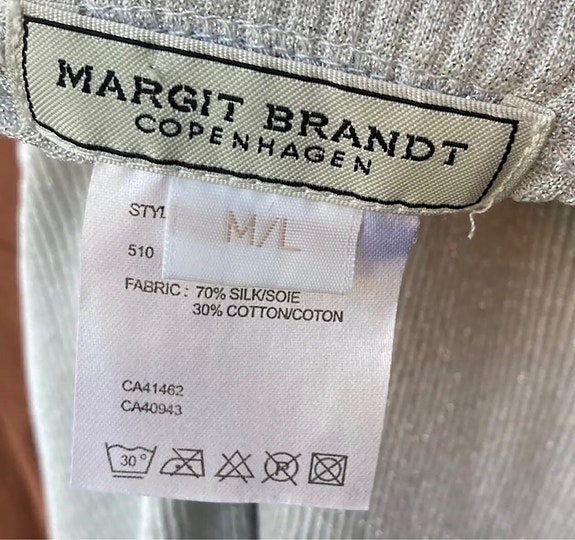 MARGIT BRANDT
COPENHAGEN
M/L
510
FABRIC : 70% SILK/SOIE
30% COTTON/COTON
CA41462
CA40943
30°